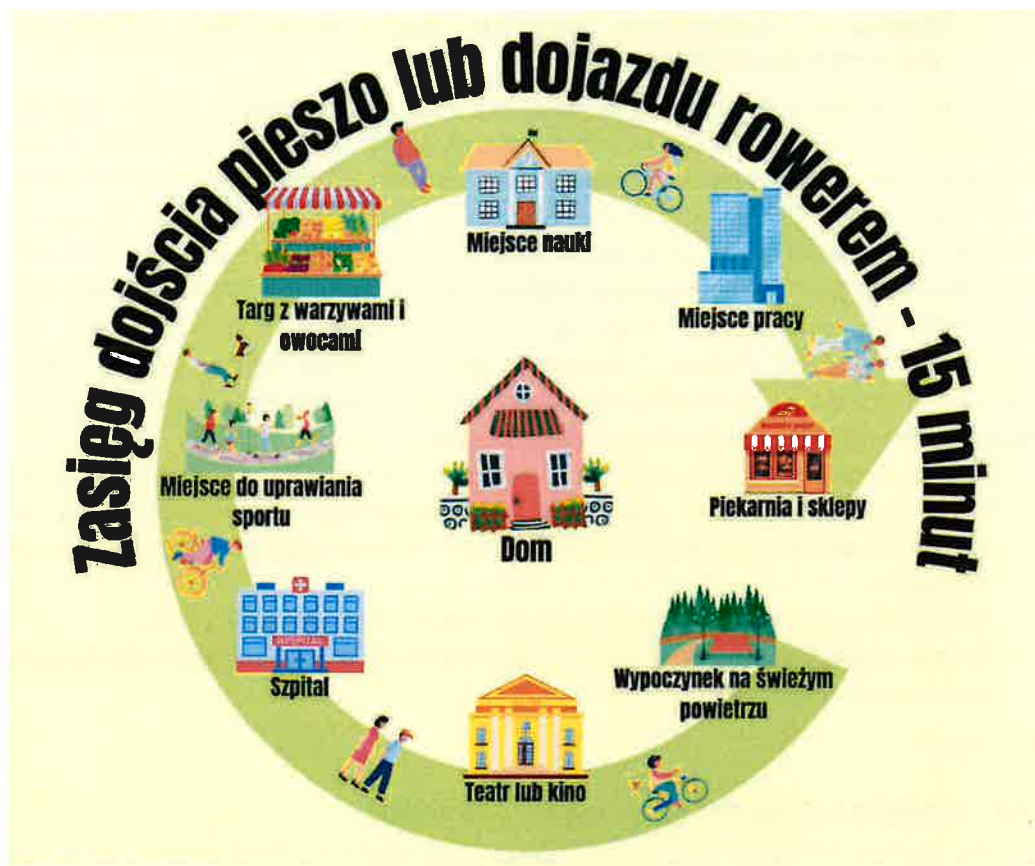 Zasięg dojścia pieszo lub dojazdu rowerem - 15 minut
Miejsce nauki
Targ z warzywami i
owocami
Miejsce pracy
Miejsce do uprawiania
sportu
Piekarnia i sklepy
Dom
HOSPITAL
Szpital
Wypoczynek na świeżym
powietrzu
Teatr lub kino